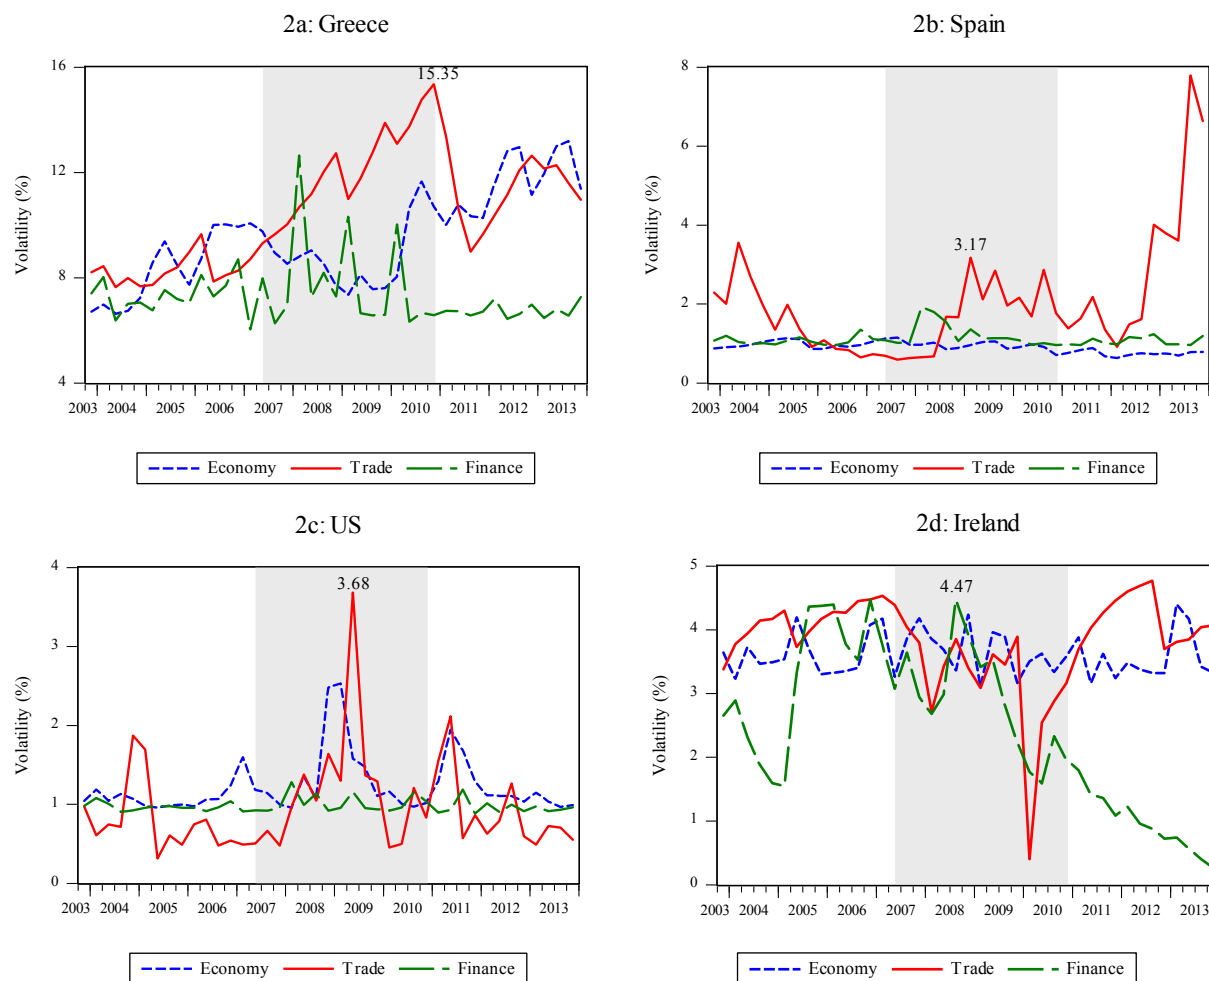 2a: Greece
16
12
8
4
Volatility (%)
15.35
2003 2004 2005 2006 2007 2008 2009 2010 2011 2012 2013
Economy Trade Finance
2b: Spain
8
6
4
2
0
Volatility (%)
3.17
2003 2004 2005 2006 2007 2008 2009 2010 2011 2012 2013
Economy Trade Finance
2c: US
4
3
2
1
0
Volatility (%)
3.68
2003 2004 2005 2006 2007 2008 2009 2010 2011 2012 2013
Economy Trade Finance
2d: Ireland
5
4
3
2
1
0
Volatility (%)
4.47
2003 2004 2005 2006 2007 2008 2009 2010 2011 2012 2013
Economy Trade Finance